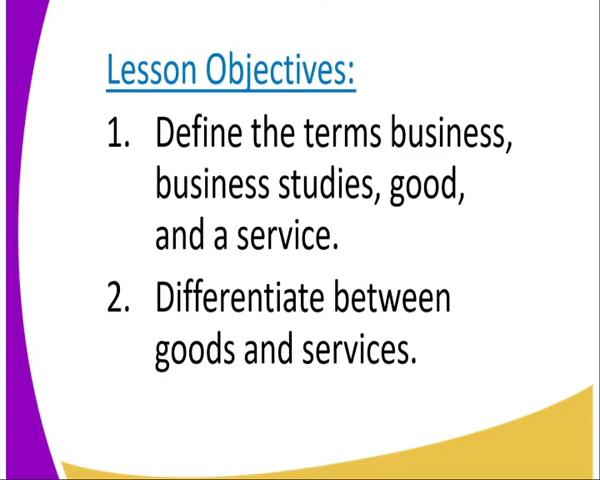 Lesson Objectives:
1. Define the terms business,
business studies, good,
and a service.
2. Differentiate between
goods and services.